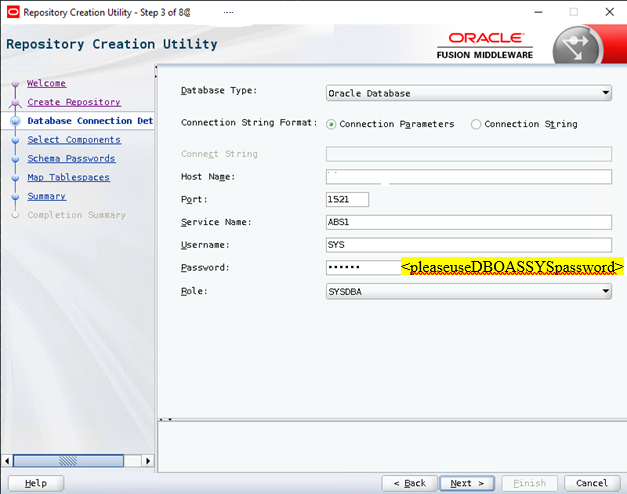 Repository Creation Utility - Step 3 of 8@
Repository Creation Utility
ORACLE
FUSION MIDDLEWARE
Welcome
Create Repository
Database Connection Det
Select Components
Schema Passwords
Map Tablespaces
Summary
Completion Summary
Database Type: Oracle Database
Connection String Format: Connection Parameters Connection String
Connect String
Host Name:
Port: 1521
Service Name: ABS1
Username: SYS
Password: •••••• <pleaseuseDBOASSYSpassword>
Role: SYSDBA
Help < Back Next > Finish Cancel